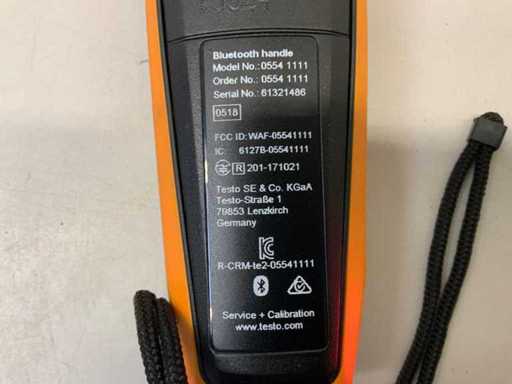 Bluetooth handle
Model No.: 0554 1111
Order No.: 0554 1111
Serial No.: 61321486
0518
FCC ID: WAF-05541111
IC: 6127B-05541111
R 201-171021
Testo SE & Co. KGaA
Testo-Straße 1
79853 Lenzkirch
Germany
R-CRM-te2-05541111
Service + Calibration
www.testo.com